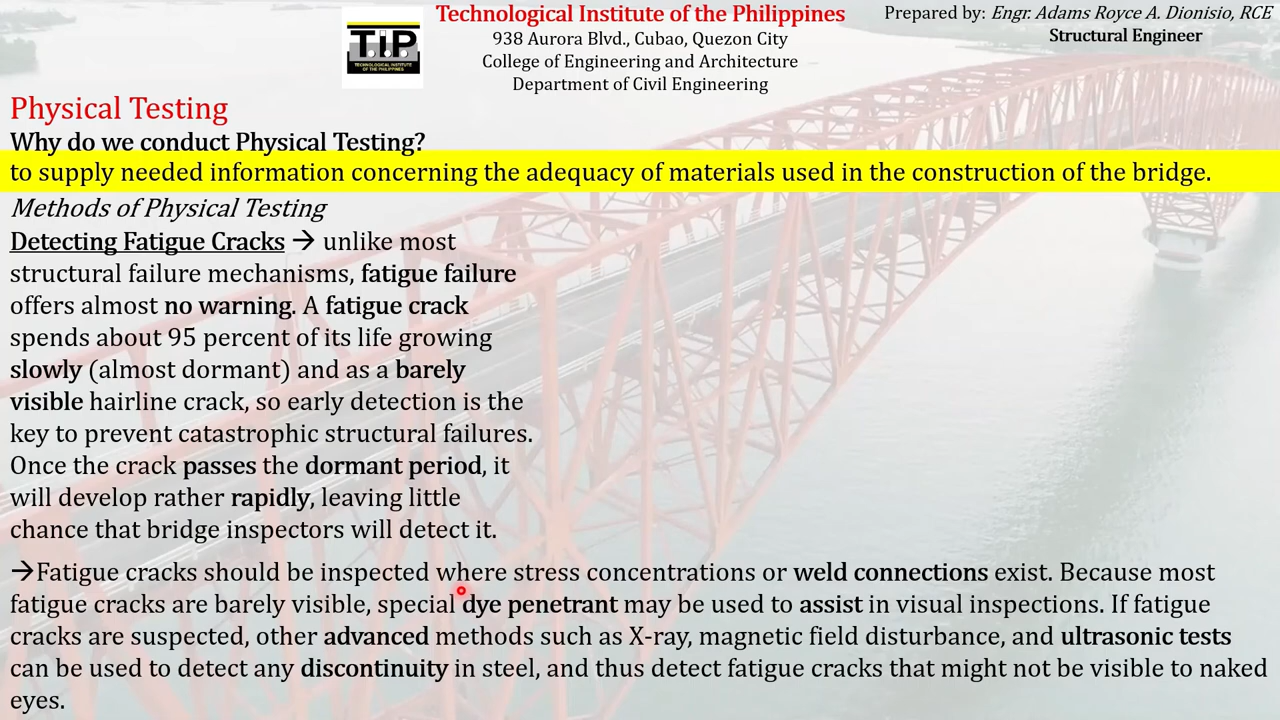 Technological Institute of the Philippines
938 Aurora Blvd., Cubao, Quezon City
College of Engineering and Architecture
Department of Civil Engineering
Prepared by: Engr. Adams Royce A. Dionisio, RCE
Structural Engineer
T.i.P
TECHNOLOGICAL INSTITUTE
OF THE PHILIPPINES
Physical Testing
Why do we conduct Physical Testing?
to supply needed information concerning the adequacy of materials used in the construction of the bridge.
Methods of Physical Testing
Detecting Fatigue Cracks → unlike most
structural failure mechanisms, fatigue failure
offers almost no warning. A fatigue crack
spends about 95 percent of its life growing
slowly (almost dormant) and as a barely
visible hairline crack, so early detection is the
key to prevent catastrophic structural failures.
Once the crack passes the dormant period, it
will develop rather rapidly, leaving little
chance that bridge inspectors will detect it.
→Fatigue cracks should be inspected where stress concentrations or weld connections exist. Because most
fatigue cracks are barely visible, special dye penetrant may be used to assist in visual inspections. If fatigue
cracks are suspected, other advanced methods such as X-ray, magnetic field disturbance, and ultrasonic tests
can be used to detect any discontinuity in steel, and thus detect fatigue cracks that might not be visible to naked
eyes.